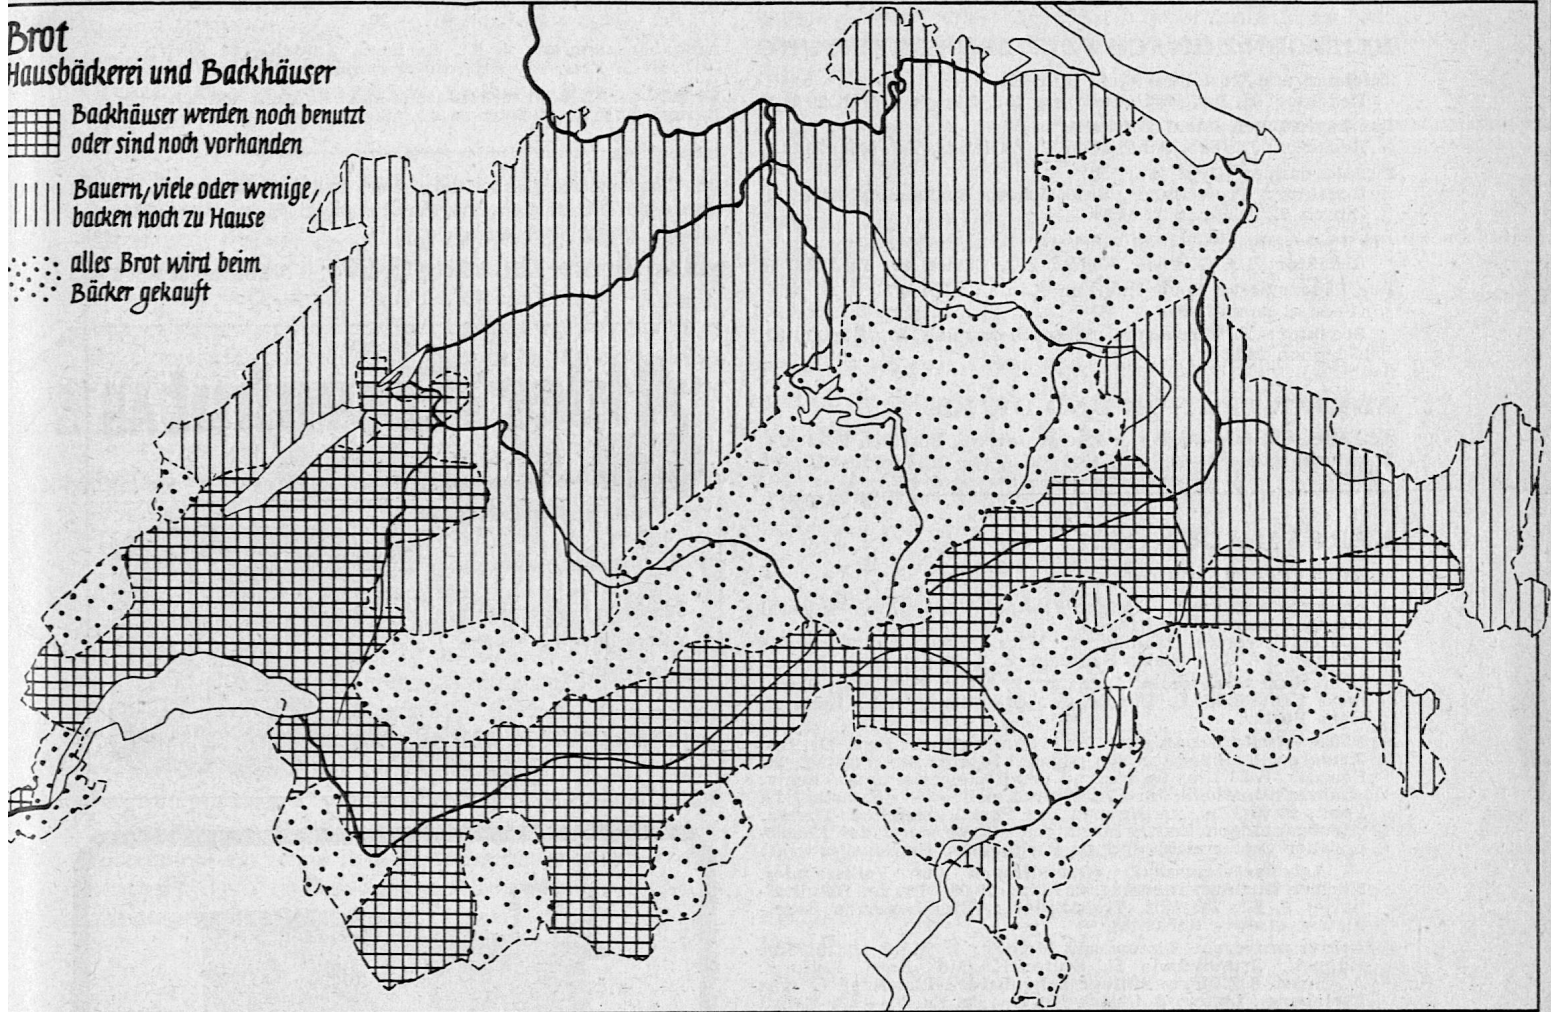 Brot
Hausbäckerei und Backhäuser
Backhäuser werden noch benutzt
oder sind noch vorhanden
Bauern, viele oder wenige,
backen noch zu Hause
alles Brot wird beim
Bäcker gekauft